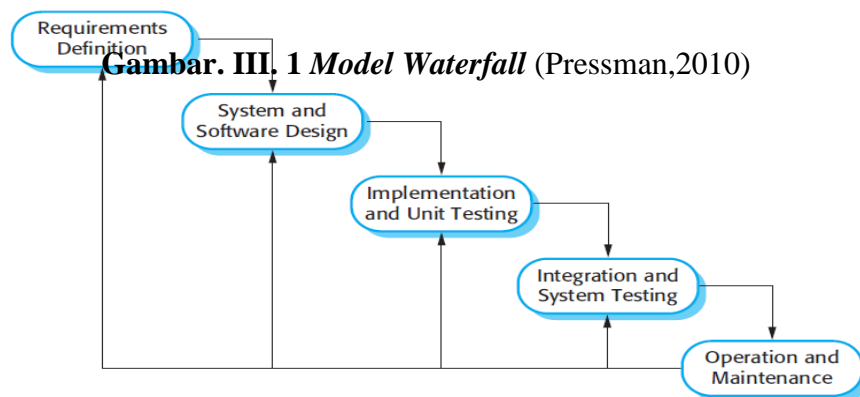 Requirements
Definition
Gambar. III. 1 Model Waterfall (Pressman,2010)
System and
Software Design
Implementation
and Unit Testing
Integration and
System Testing
Operation and
Maintenance